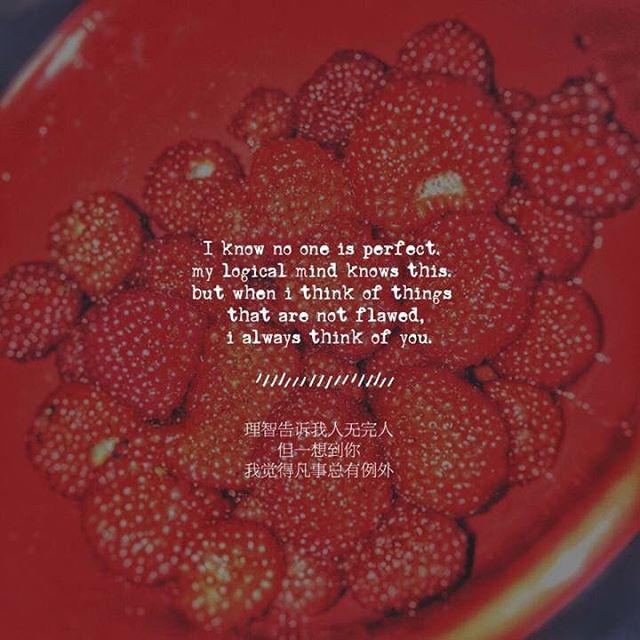 I know no one is perfect.
my logical mind knows this.
but when i think of things
that are not flawed,
i always think of you.
理智告诉我人无完人
但一想到你
我觉得凡事总有例外